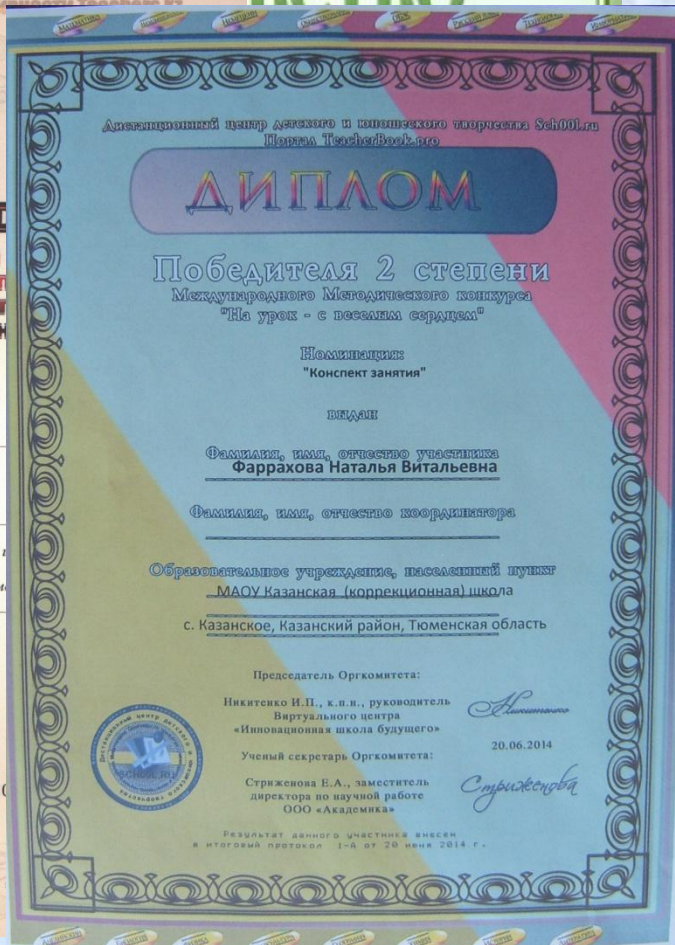 Дистанционный центр детского и юношеского творчества Sch00l.ru
Портал TeacherBook.pro
ДИПЛОМ
Победителя 2 степени
Международного Методического конкурса
"На урок - с веселым сердцем"
Номинация:
"Конспект занятия"
выдан
Фамилия, имя, отчество участника
Фаррахова Наталья Витальевна
Фамилия, имя, отчество координатора
Образовательное учреждение, населенный пункт
МАОУ Казанская (коррекционная) школа
с. Казанское, Казанский район, Тюменская область
Председатель Оргкомитета:
Никитенко И.П., к.п.н., руководитель
Виртуального центра
«Инновационная школа будущего»
Никитенко
20.06.2014
Ученый секретарь Оргкомитета:
Стриженова Е.А., заместитель
директора по научной работе
ООО «Академика»
Стриженова
Результат данного участника внесен
в итоговый протокол 1-А от 20 июня 2014 г.